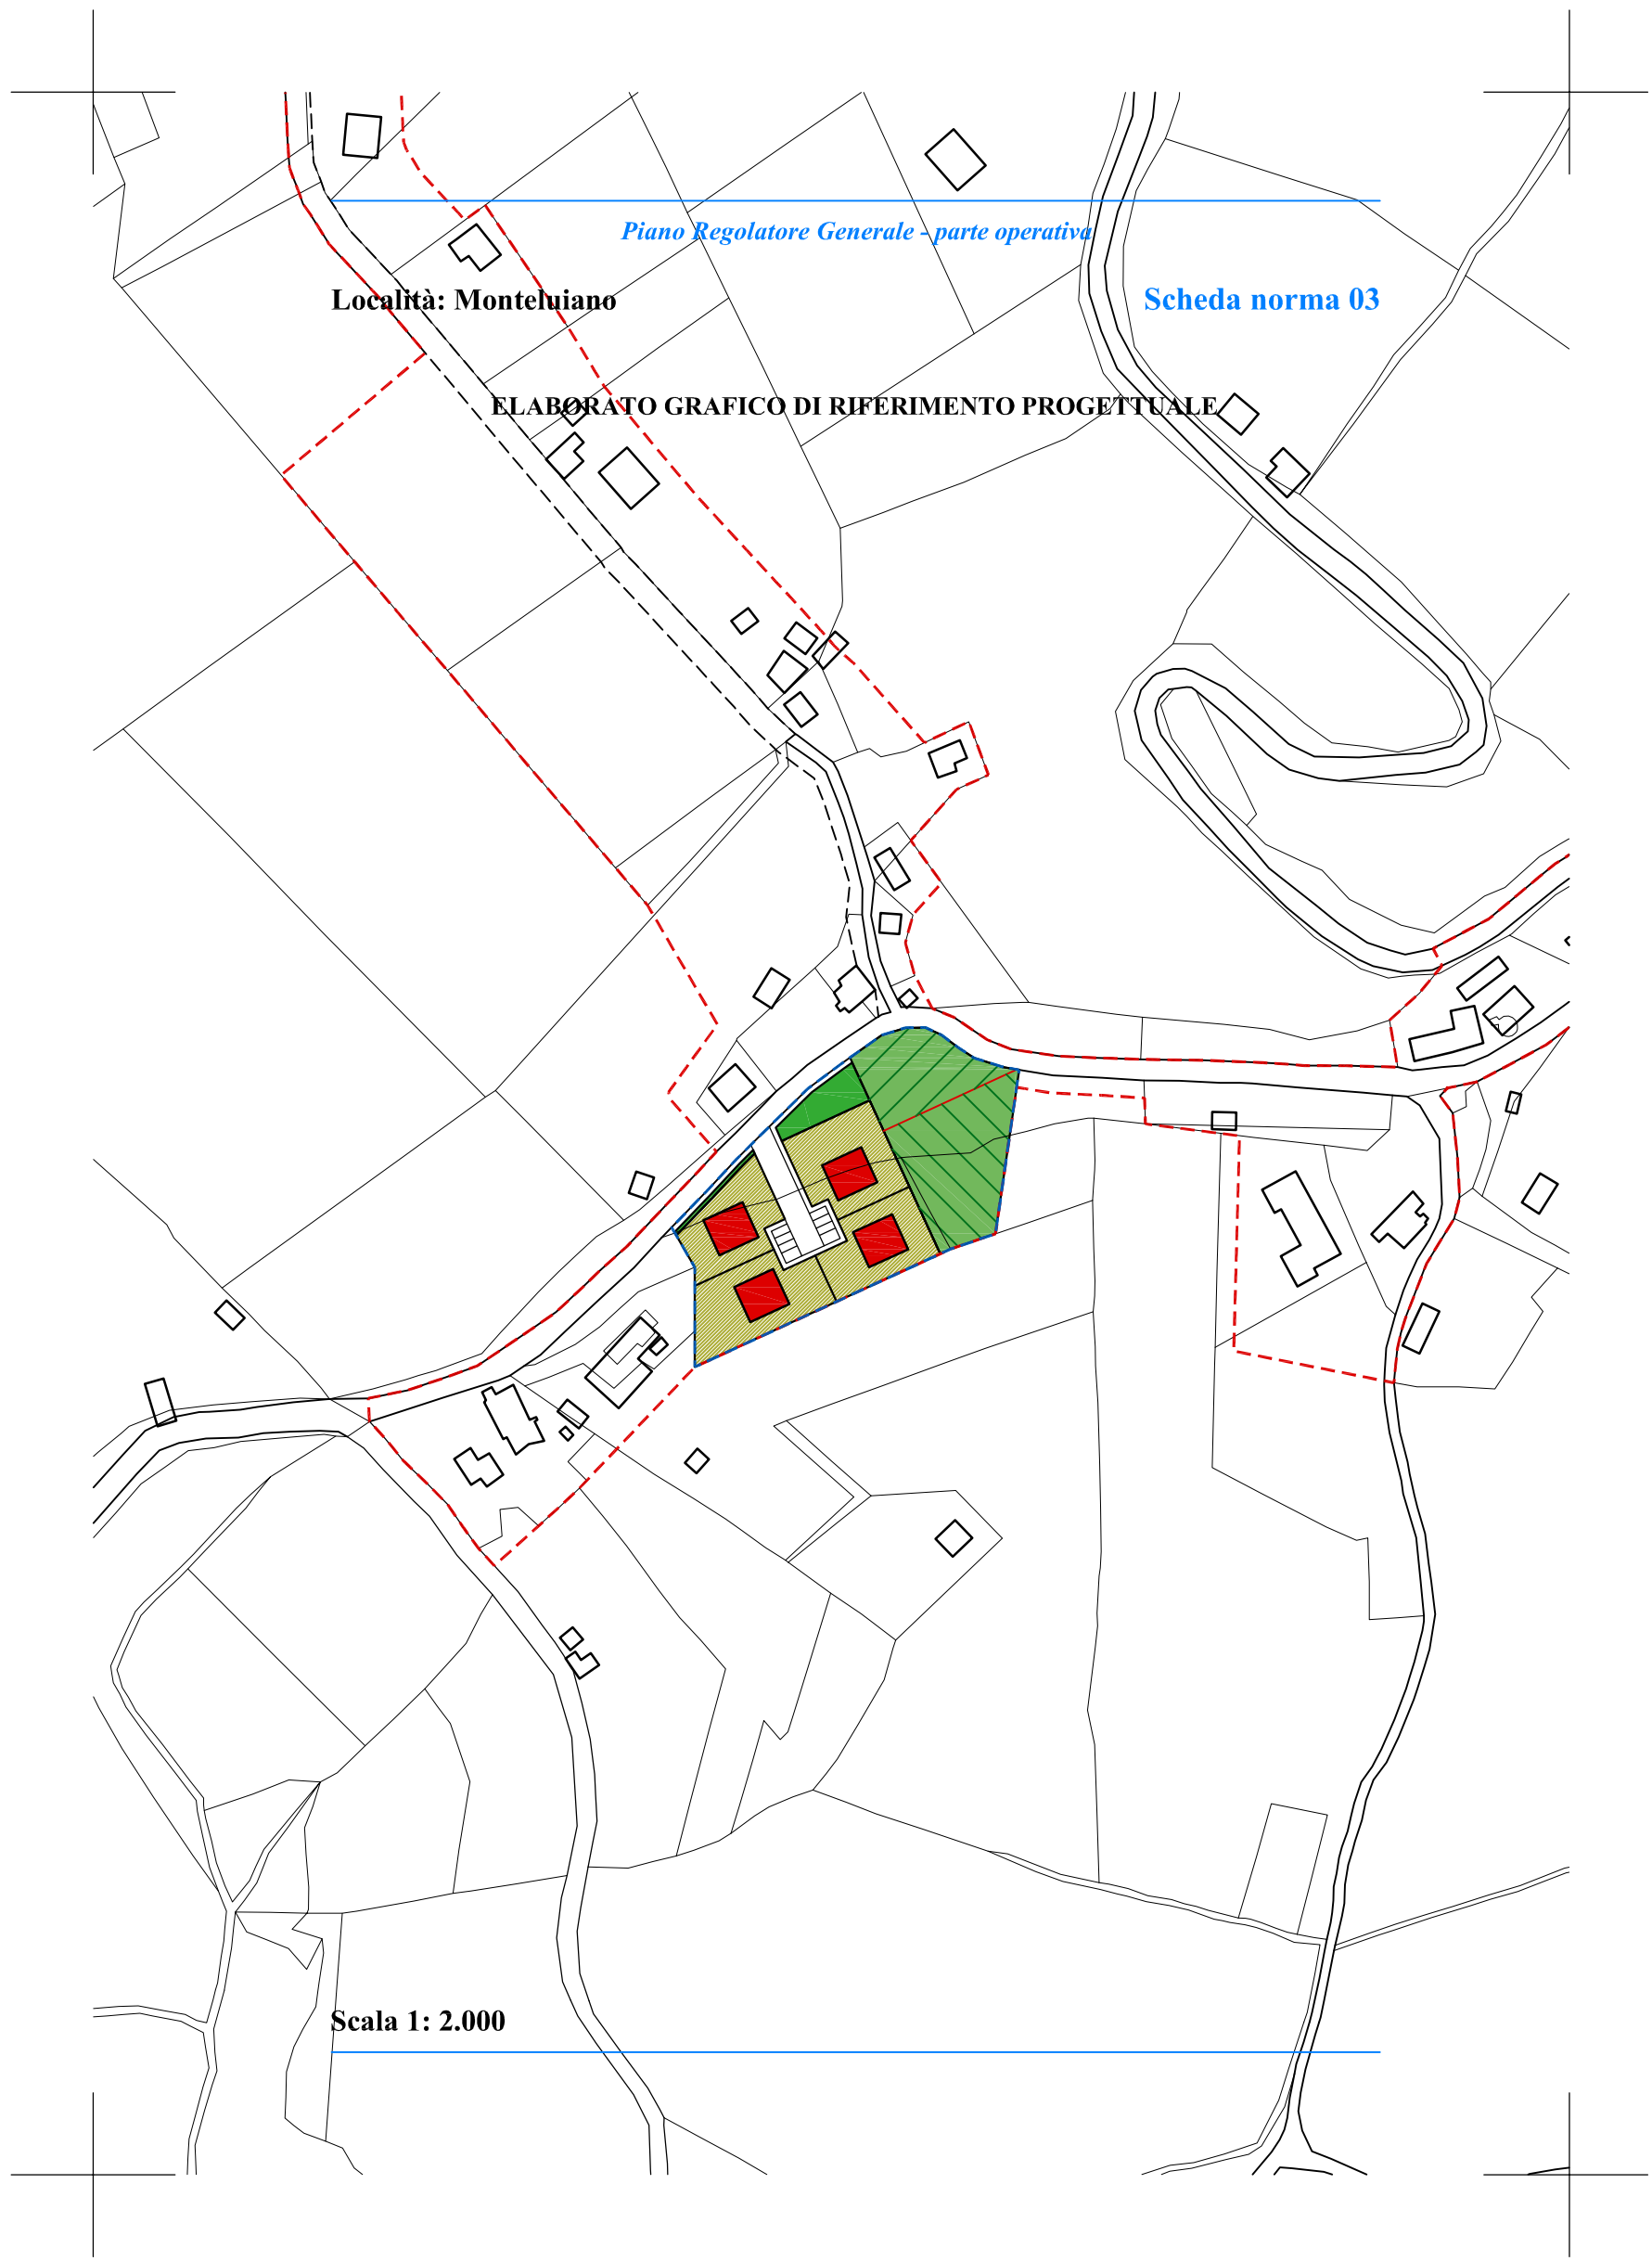 Piano Regolatore Generale - parte operativa
Località: Monteluiano
Scheda norma 03
ELABORATO GRAFICO DI RIFERIMENTO PROGETTUALE
Scala 1: 2.000